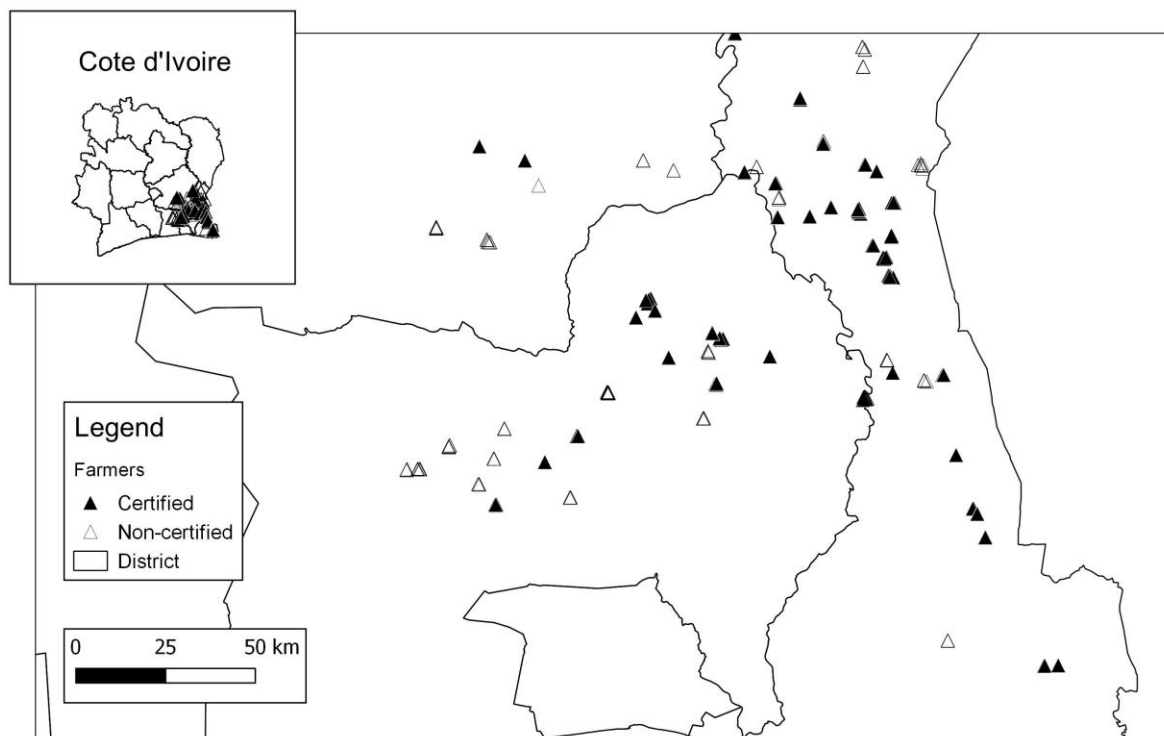 Cote d'Ivoire
Legend
Farmers
Certified
Non-certified
District
0 25 50 km